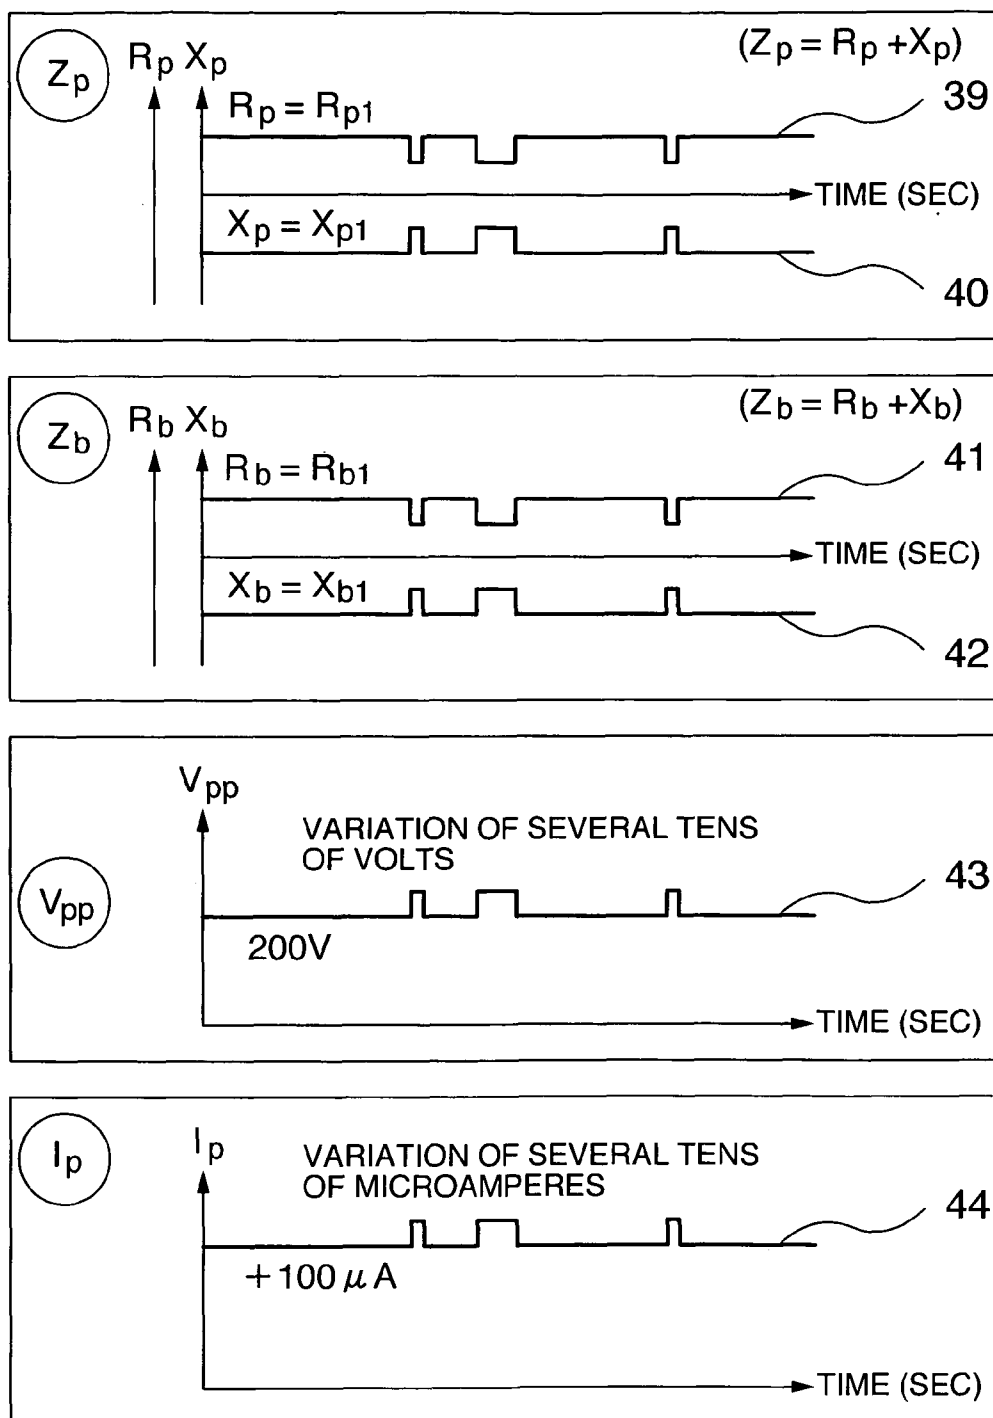 Zp
Rp Xp
(Zp = Rp +Xp)
Rp = Rp1
39
TIME (SEC)
Xp = Xp1
40
Zb
Rb Xb
(Zb = Rb +Xb)
Rb = Rb1
41
TIME (SEC)
Xb = Xb1
42
Vpp
VARIATION OF SEVERAL TENS
OF VOLTS
Vpp
43
200V
TIME (SEC)
Ip
Ip
VARIATION OF SEVERAL TENS
OF MICROAMPERES
44
+100 μA
TIME (SEC)